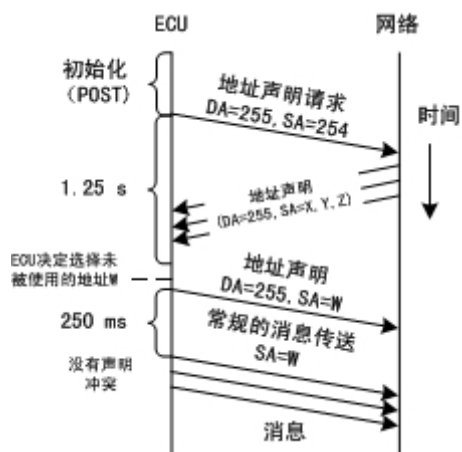 ECU
网络
初始化
（POST）
地址声明请求
DA=255, SA=254
时间
1.25 s
地址声明
(DA=255, SA=X, Y, Z)
ECU决定选择未
被使用的地址W
地址声明
DA=255, SA=W
250 ms
常规的消息传送
SA=W
没有声明
冲突
消息